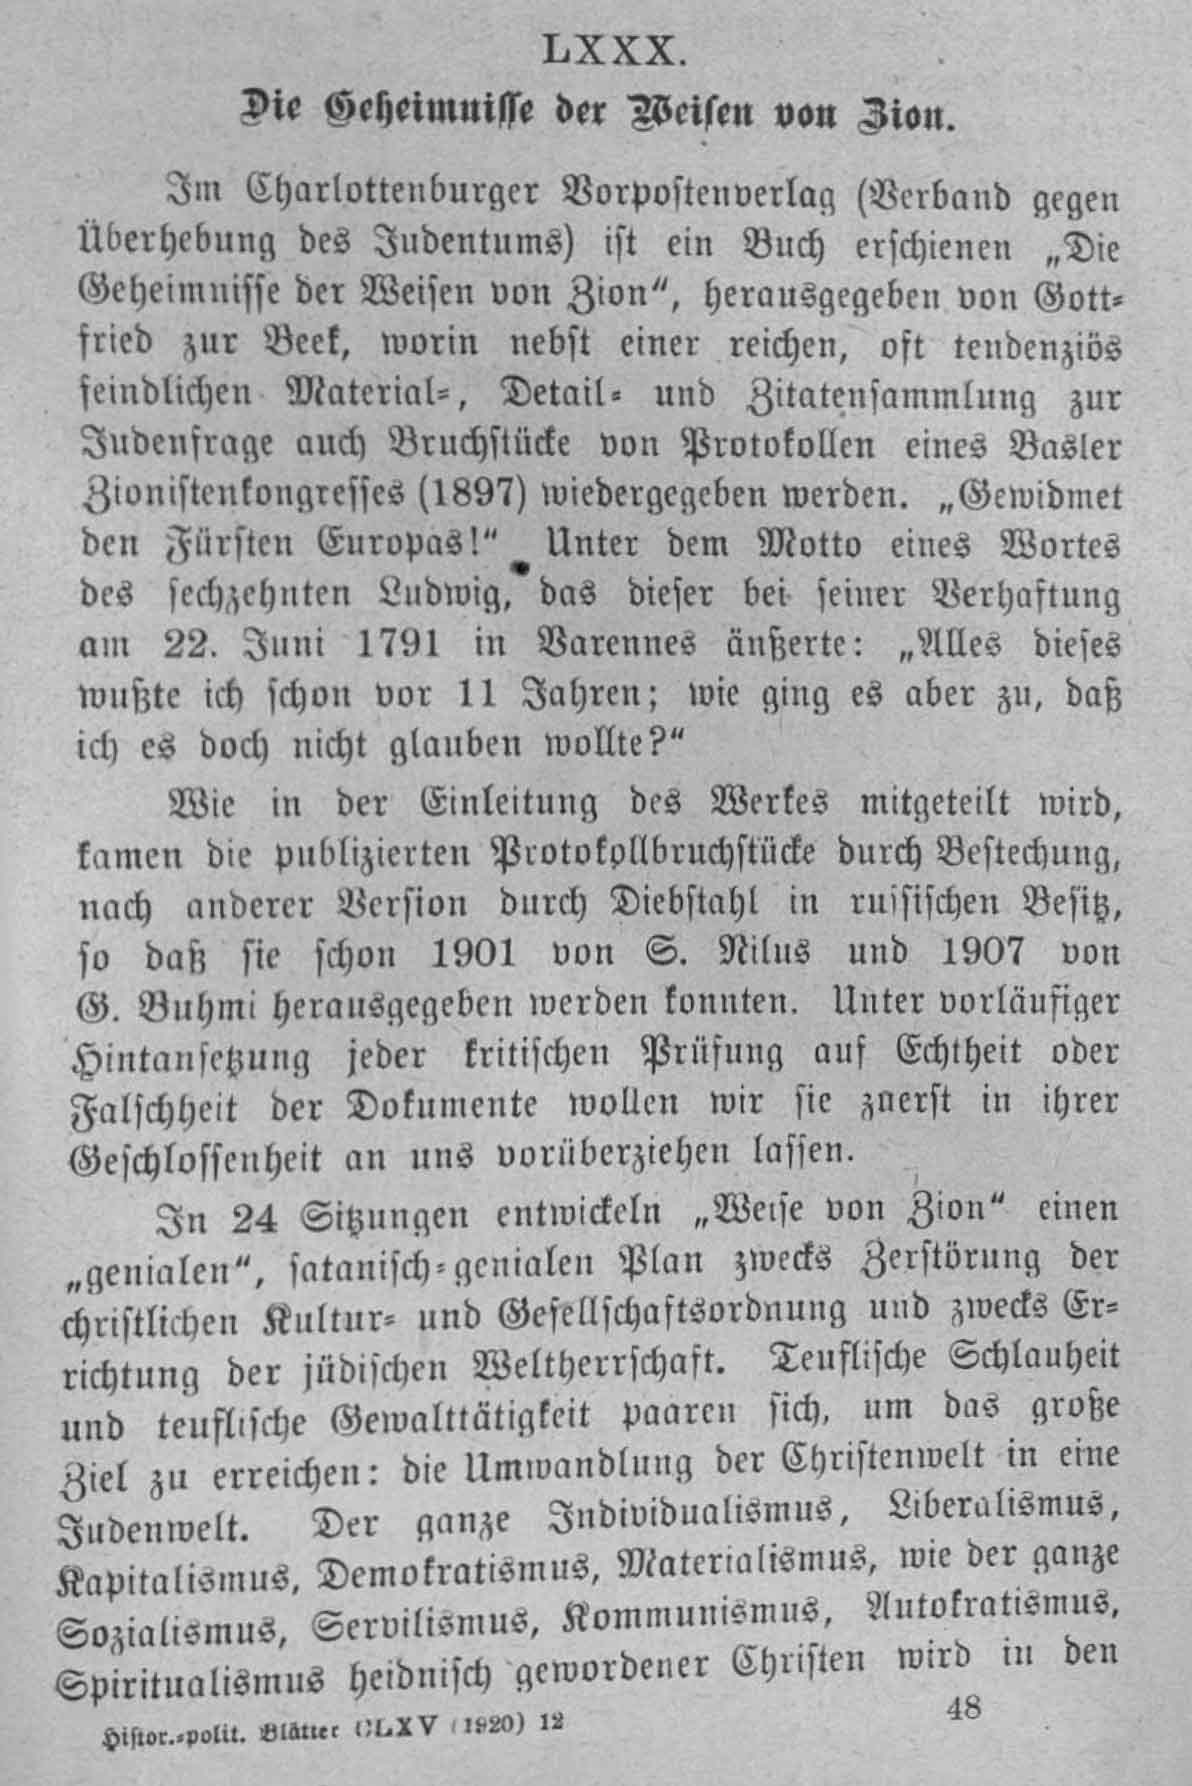 LXXX.
Die Geheimnisse der Weisen von Zion.
Im Charlottenburger Vorpostenverlag (Verband gegen
Überhebung des Judentums) ist ein Buch erschienen „Die
Geheimnisse der Weisen von Zion“, herausgegeben von Gott-
fried zur Beek, worin nebst einer reichen, oft tendenziös
feindlichen Material-, Detail- und Zitatensammlung zur
Judenfrage auch Bruchstücke von Protokollen eines Basler
Zionistenkongresses (1897) wiedergegeben werden. „Gewidmet
den Fürsten Europas!“ Unter dem Motto eines Wortes
des sechzehnten Ludwig, das dieser bei seiner Verhaftung
am 22. Juni 1791 in Varennes äußerte: „Alles dieses
wußte ich schon vor 11 Jahren; wie ging es aber zu, daß
ich es doch nicht glauben wollte?“
Wie in der Einleitung des Werkes mitgeteilt wird,
kamen die publizierten Protokollbruchstücke durch Bestechung,
nach anderer Version durch Diebstahl in russischen Besitz,
so daß sie schon 1901 von S. Nilus und 1907 von
G. Buhmi herausgegeben werden konnten. Unter vorläufiger
Hintansetzung jeder kritischen Prüfung auf Echtheit oder
Falschheit der Dokumente wollen wir sie zuerst in ihrer
Geschlossenheit an uns vorüberziehen lassen.
In 24 Sitzungen entwickeln „Weise von Zion“ einen
„genialen“, satanisch-genialen Plan zwecks Zerstörung der
christlichen Kultur- und Gesellschaftsordnung und zwecks Er-
richtung der jüdischen Weltherrschaft. Teuflische Schlauheit
und teuflische Gewalttätigkeit paaren sich, um das große
Ziel zu erreichen: die Umwandlung der Christenwelt in eine
Judenwelt. Der ganze Individualismus, Liberalismus,
Kapitalismus, Demokratismus, Materialismus, wie der ganze
Sozialismus, Servilismus, Kommunismus, Autokratismus,
Spiritualismus heidnisch gewordener Christen wird in den
Histor.-polit. Blätter CLXV (1920) 12
48